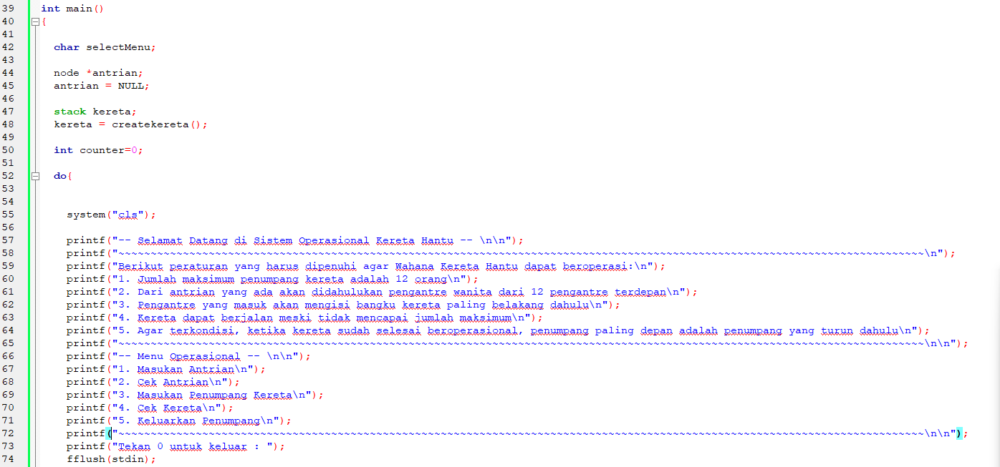 39 int main()
40 {
41
42 char selectMenu;
43
44 node *antrian;
45 antrian = NULL;
46
47 stack kereta;
48 kereta = createkereta();
49
50 int counter=0;
51
52 do{
53
54
55 system("cls");
56
57 printf("-- Selamat Datang di Sistem Operasional Kereta Hantu -- \n\n");
58 printf("~~~~~~~~~~~~~~~~~~~~~~~~~~~~~~~~~~~~~~~~~~~~~~~~~~~~~~~~~~~~~~~~~~~~~~~~~~~~~~~~~~~~~~~~~~~~~~~~~~~~~~~~~~~~~~~~~~~~~~~~~~~~~\n");
59 printf("Berikut peraturan yang harus dipenuhi agar Wahana Kereta Hantu dapat beroperasi:\n");
60 printf("1. Jumlah maksimum penumpang kereta adalah 12 orang\n");
61 printf("2. Dari antrian yang ada akan didahulukan pengantre wanita dari 12 pengantre terdepan\n");
62 printf("3. Pengantre yang masuk akan mengisi bangku kereta paling belakang dahulu\n");
63 printf("4. Kereta dapat berjalan meski tidak mencapai jumlah maksimum\n");
64 printf("5. Agar terkondisi, ketika kereta sudah selesai beroperasional, penumpang paling depan adalah penumpang yang turun dahulu\n");
65 printf("~~~~~~~~~~~~~~~~~~~~~~~~~~~~~~~~~~~~~~~~~~~~~~~~~~~~~~~~~~~~~~~~~~~~~~~~~~~~~~~~~~~~~~~~~~~~~~~~~~~~~~~~~~~~~~~~~~~~~~~~~~~~~\n\n");
66 printf("-- Menu Operasional -- \n\n");
67 printf("1. Masukan Antrian\n");
68 printf("2. Cek Antrian\n");
69 printf("3. Masukan Penumpang Kereta\n");
70 printf("4. Cek Kereta\n");
71 printf("5. Keluarkan Penumpang\n");
72 printf("~~~~~~~~~~~~~~~~~~~~~~~~~~~~~~~~~~~~~~~~~~~~~~~~~~~~~~~~~~~~~~~~~~~~~~~~~~~~~~~~~~~~~~~~~~~~~~~~~~~~~~~~~~~~~~~~~~~~~~~~~~~~~\n\n");
73 printf("Tekan 0 untuk keluar : ");
74 fflush(stdin);